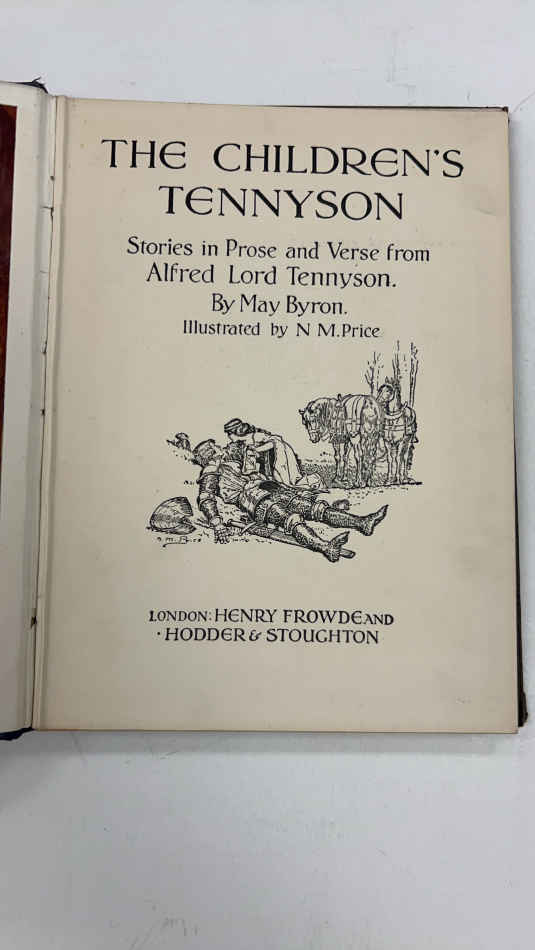 THE CHILDREN'S
TENNYSON
Stories in Prose and Verse from
Alfred Lord Tennyson.
By May Byron.
Illustrated by N M. Price
N. M. Price
LONDON: HENRY FROWDE AND
· HODDER & STOUGHTON